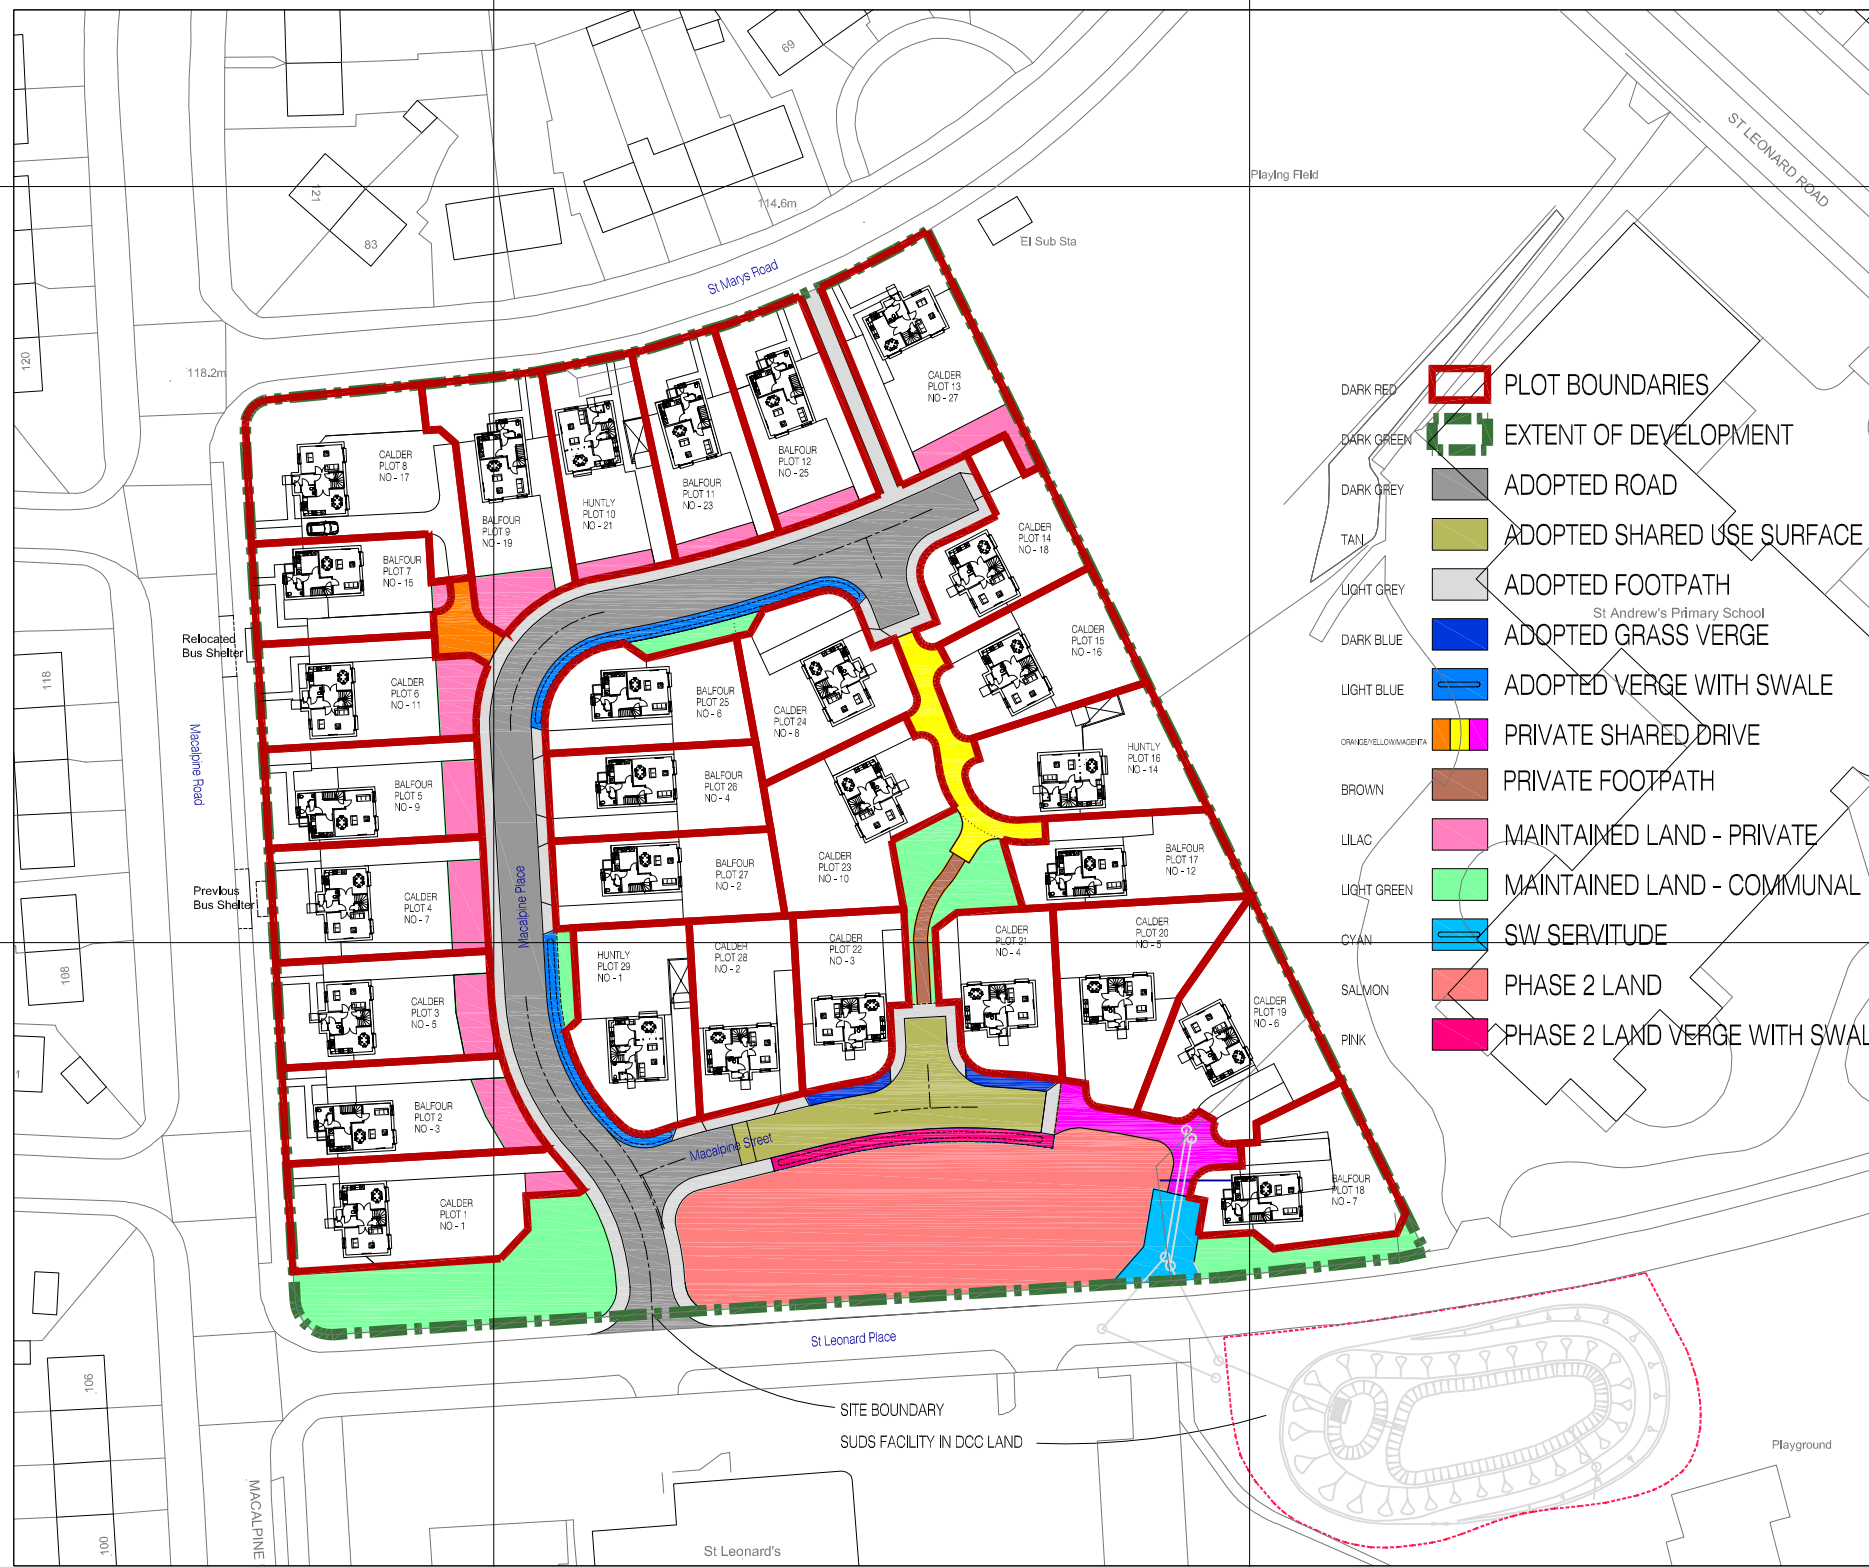 69
121
83
114.6m
Playing Field
ST LEONARD ROAD
El Sub Sta
St Marys Road
120
118.2m
CALDER
PLOT 13
NO - 27
CALDER
PLOT 8
NO - 17
BALFOUR
PLOT 9
NO - 19
HUNTLY
PLOT 10
NO - 21
BALFOUR
PLOT 11
NO - 23
BALFOUR
PLOT 12
NO - 25
CALDER
PLOT 14
NO - 18
BALFOUR
PLOT 7
NO - 15
CALDER
PLOT 15
NO - 16
Relocated
Bus Shelter
118
CALDER
PLOT 6
NO - 11
BALFOUR
PLOT 25
NO - 6
CALDER
PLOT 24
NO - 8
HUNTLY
PLOT 16
NO - 14
Macalpine Road
BALFOUR
PLOT 5
NO - 9
BALFOUR
PLOT 26
NO - 4
BALFOUR
PLOT 27
NO - 2
CALDER
PLOT 23
NO - 10
BALFOUR
PLOT 17
NO - 12
Previous
Bus Shelter
CALDER
PLOT 4
NO - 7
Macalpine Place
HUNTLY
PLOT 29
NO - 1
CALDER
PLOT 28
NO - 2
CALDER
PLOT 22
NO - 3
CALDER
PLOT 21
NO - 4
CALDER
PLOT 20
NO - 5
108
CALDER
PLOT 3
NO - 5
CALDER
PLOT 19
NO - 6
1
BALFOUR
PLOT 2
NO - 3
Macalpine Street
CALDER
PLOT 1
NO - 1
BALFOUR
PLOT 18
NO - 7
St Leonard Place
106
SITE BOUNDARY
SUDS FACILITY IN DCC LAND
Playground
MACALPINE
100
St Leonard's
DARK RED PLOT BOUNDARIES
DARK GREEN EXTENT OF DEVELOPMENT
DARK GREY ADOPTED ROAD
TAN ADOPTED SHARED USE SURFACE
LIGHT GREY ADOPTED FOOTPATH
St Andrew's Primary School
DARK BLUE ADOPTED GRASS VERGE
LIGHT BLUE ADOPTED VERGE WITH SWALE
ORANGE/YELLOW/MAGENTA PRIVATE SHARED DRIVE
BROWN PRIVATE FOOTPATH
LILAC MAINTAINED LAND - PRIVATE
LIGHT GREEN MAINTAINED LAND - COMMUNAL
CYAN SW SERVITUDE
SALMON PHASE 2 LAND
PINK PHASE 2 LAND VERGE WITH SWAL